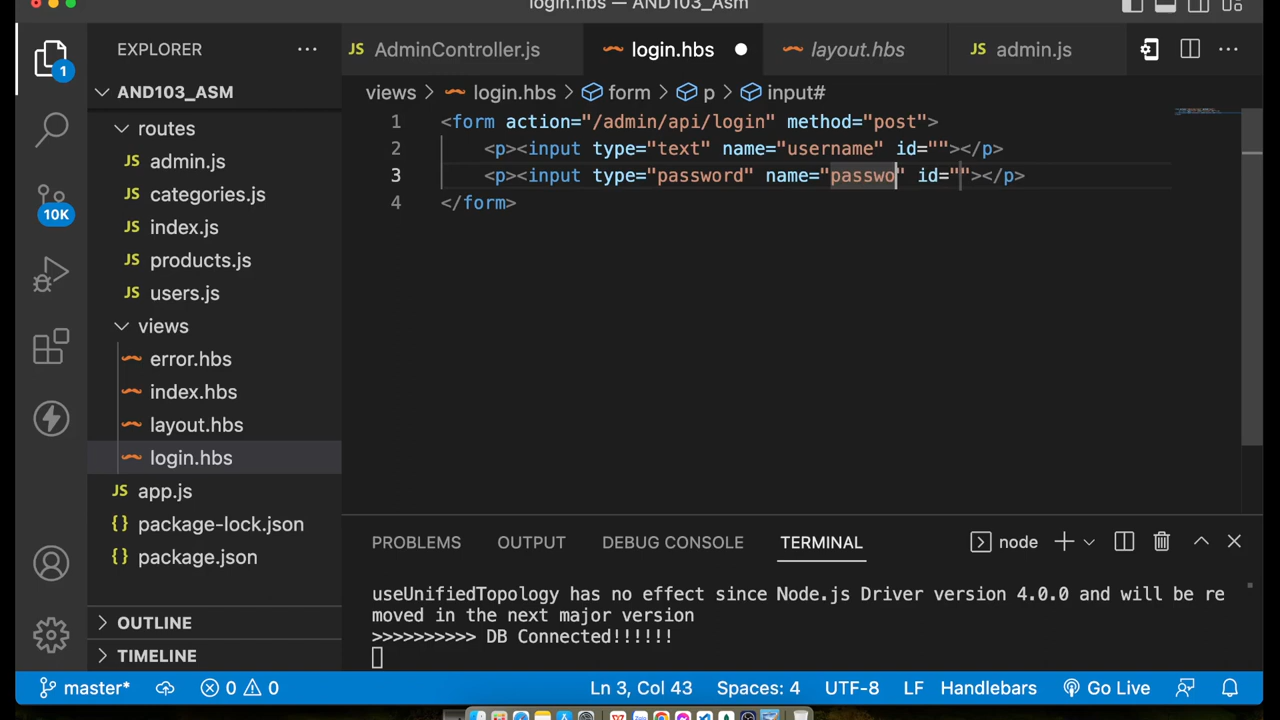 login.hbs — AND103_Asm
EXPLORER
AdminController.js
login.hbs
layout.hbs
admin.js
1
AND103_ASM
views > login.hbs > form > p > input#
routes
JS admin.js
JS categories.js
JS index.js
JS products.js
JS users.js
views
error.hbs
index.hbs
layout.hbs
login.hbs
JS app.js
{} package-lock.json
{} package.json
OUTLINE
TIMELINE
10K
1 <form action="/admin/api/login" method="post">
2 <p><input type="text" name="username" id=""></p>
3 <p><input type="password" name="passwo" id=""></p>
4 </form>
PROBLEMS OUTPUT DEBUG CONSOLE TERMINAL node
useUnifiedTopology has no effect since Node.js Driver version 4.0.0 and will be re
moved in the next major version
>>>>>>>>>> DB Connected!!!!!!
master* 0 0 Ln 3, Col 43 Spaces: 4 UTF-8 LF Handlebars Go Live